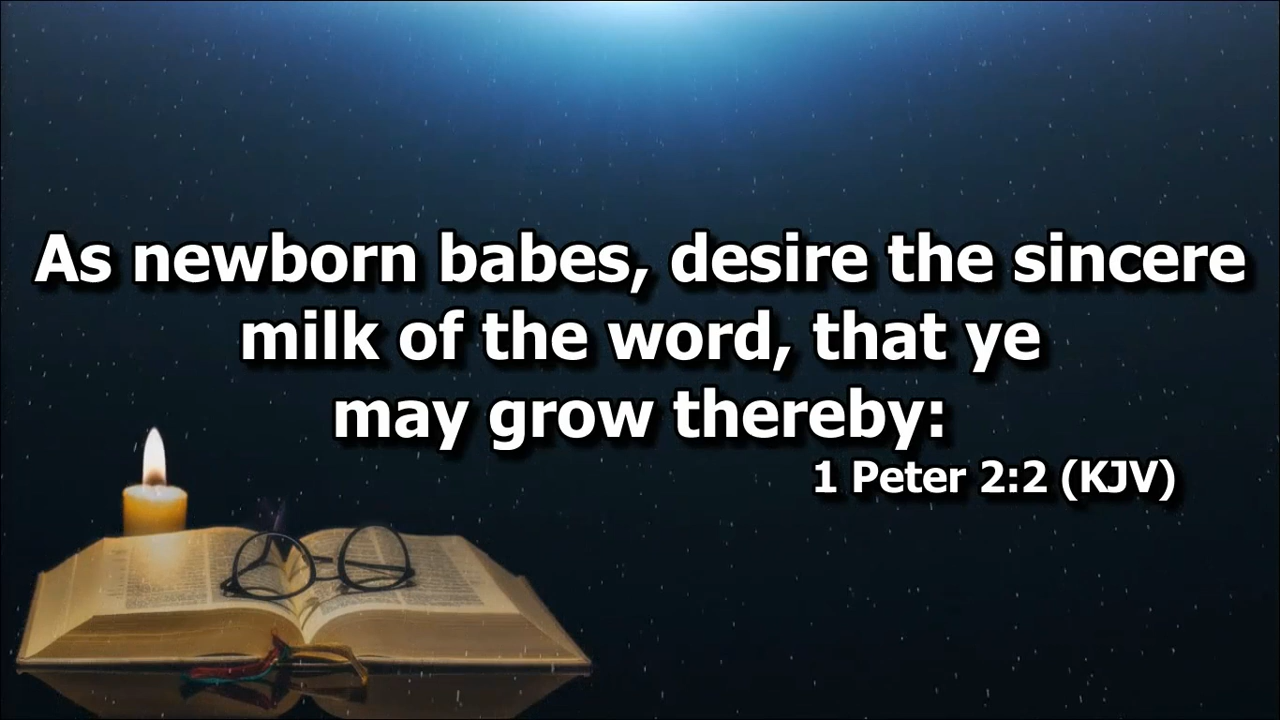 As newborn babes, desire the sincere
milk of the word, that ye
may grow thereby:
1 Peter 2:2 (KJV)